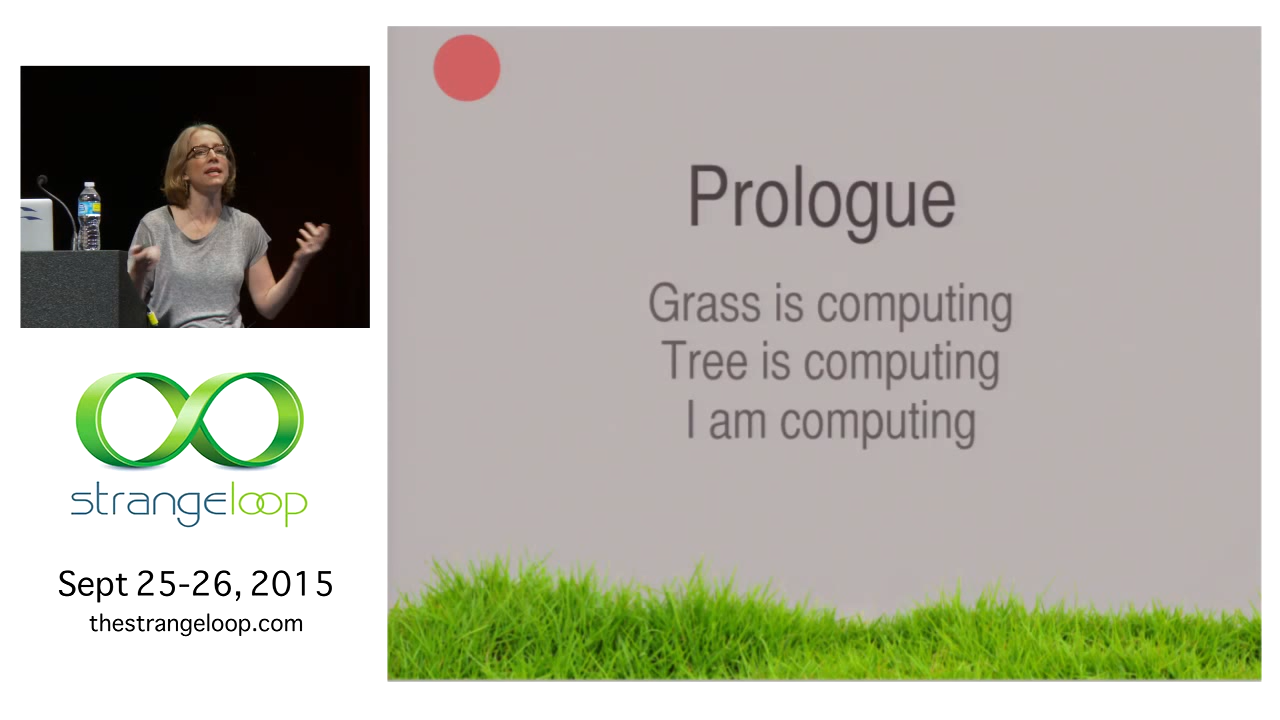 Prologue
Grass is computing
Tree is computing
I am computing
strangeloop
Sept 25-26, 2015
thestrangeloop.com